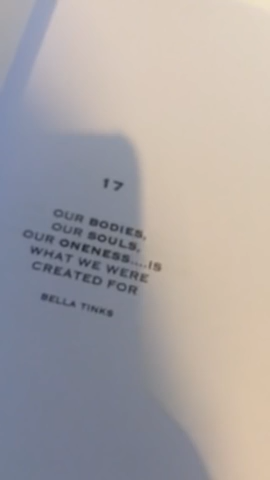 17
OUR BODIES,
OUR SOULS,
OUR ONENESS....IS
WHAT WE WERE
CREATED FOR
BELLA TINKS